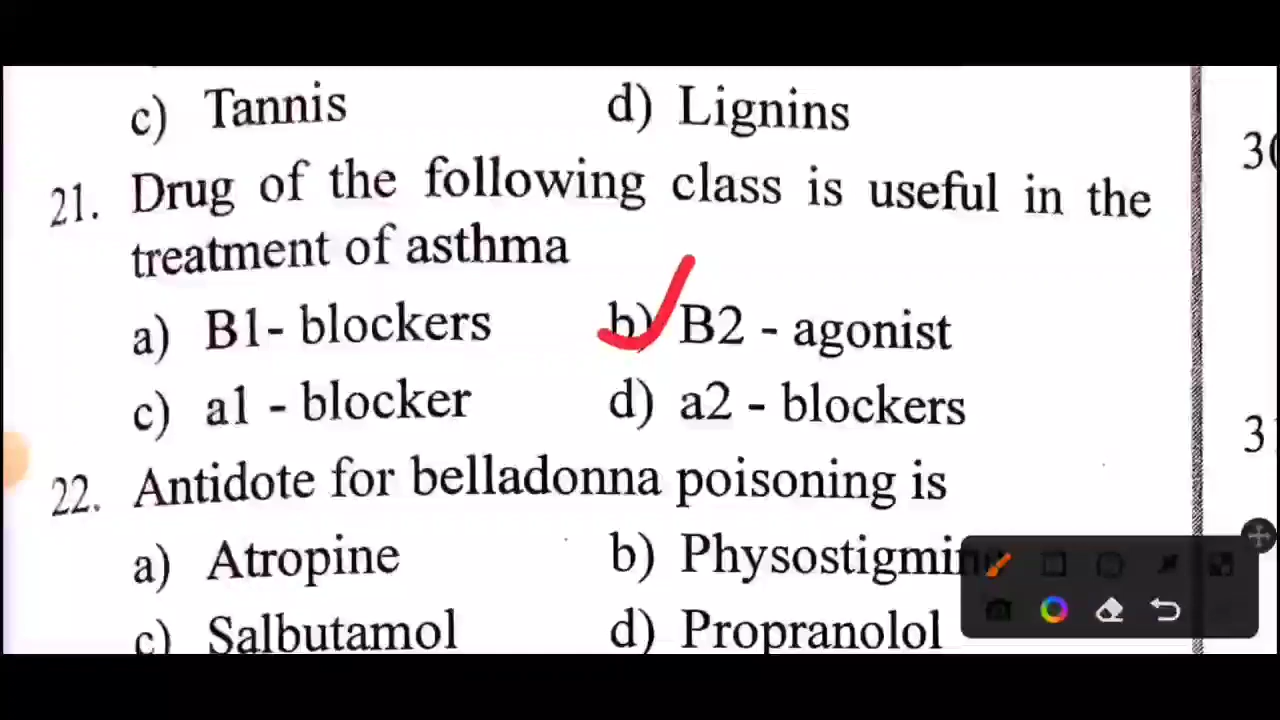 c) Tannis d) Lignins
21. Drug of the following class is useful in the
treatment of asthma
a) B1- blockers b) B2 - agonist
c) a1 - blocker d) a2 - blockers
22. Antidote for belladonna poisoning is
a) Atropine b) Physostigmine
c) Salbutamol d) Propranolol